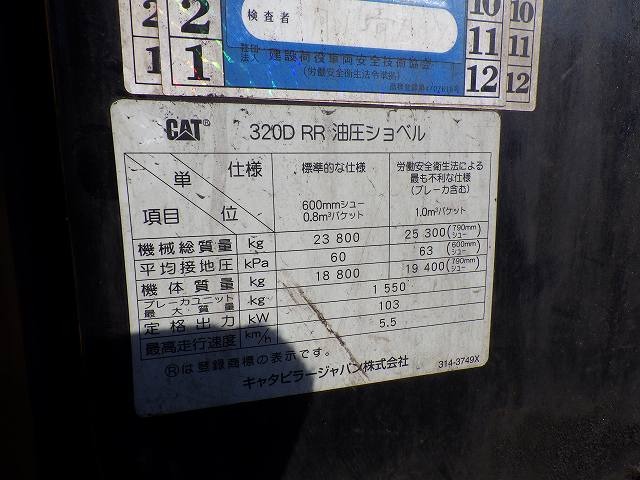 検査者
2 2
1 1
10 10
11 11
12 12
社団法人 建設荷役車両安全技術協会
(労働安全衛生法令準拠)
CAT® 320D RR 油圧ショベル
仕様
単
項目 位
標準的な仕様
600mmシュー
0.8m³バケット
労働安全衛生法による
最も不利な仕様
(ブレーカ含む)
1.0m³バケット
機械総質量 kg 23 800 25 300(790mmシュー)
平均接地圧 kPa 60 63(600mmシュー)
機体質量 kg 18 800 19 400(790mmシュー)
ブレーカユニット最大質量 kg 1 550
定格出力 kW 103
最高走行速度 km/h 5.5
Ⓡは登録商標の表示です。
キャタピラージャパン株式会社
314-3749X